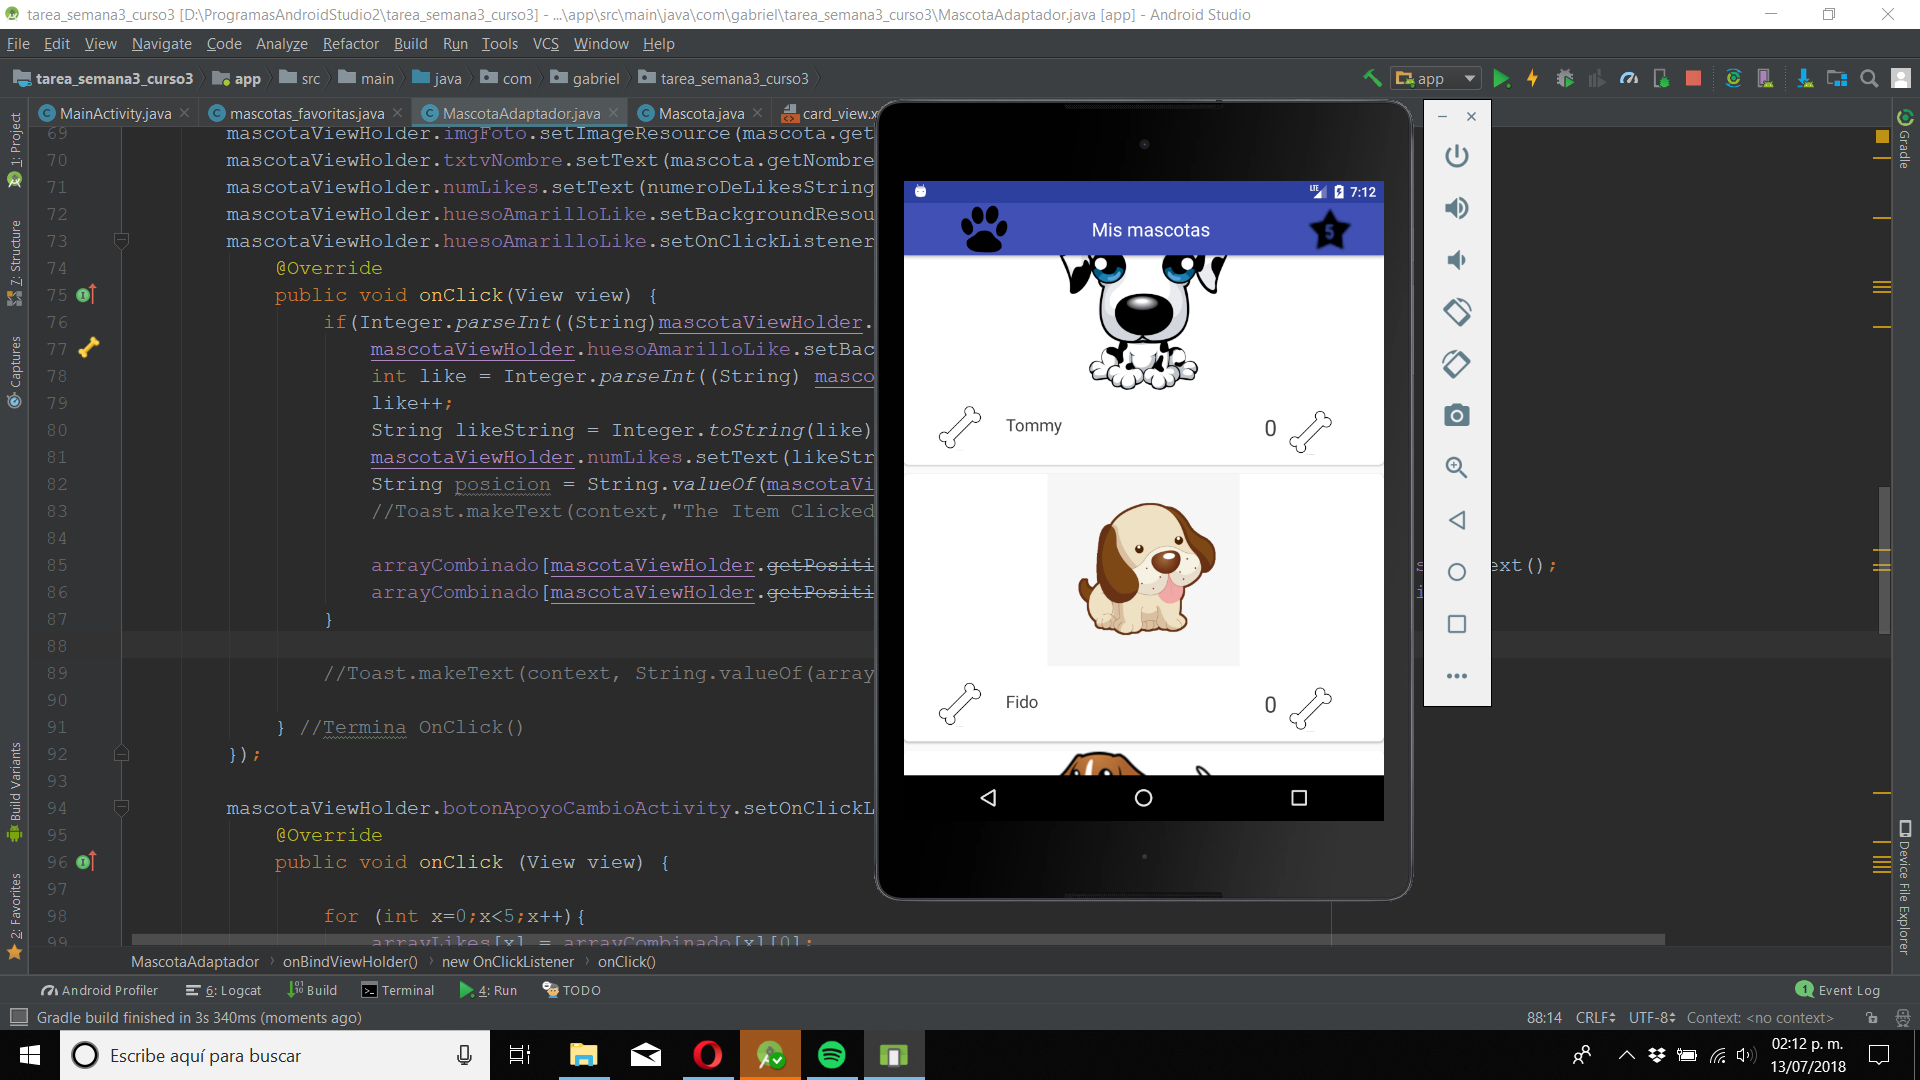 tarea_semana3_curso3 [D:\ProgramasAndroidStudio2\tarea_semana3_curso3] - ...\app\src\main\java\com\gabriel\tarea_semana3_curso3\MascotaAdaptador.java [app] - Android Studio
File Edit View Navigate Code Analyze Refactor Build Run Tools VCS Window Help
tarea_semana3_curso3 app src main java com gabriel tarea_semana3_curso3 app
MainActivity.java mascotas_favoritas.java MascotaAdaptador.java Mascota.java card_view.x
69 mascotaViewHolder.imgFoto.setImageResource(mascota.get
70 mascotaViewHolder.txtvNombre.setText(mascota.getNombre
71 mascotaViewHolder.numLikes.setText(numeroDeLikesString
72 mascotaViewHolder.huesoAmarilloLike.setBackgroundResou
73 mascotaViewHolder.huesoAmarilloLike.setOnClickListener
74 @Override
75 public void onClick(View view) {
76 if(Integer.parseInt((String)mascotaViewHolder.
77 mascotaViewHolder.huesoAmarilloLike.setBac
78 int like = Integer.parseInt((String) masco
79 like++;
80 String likeString = Integer.toString(like)
81 mascotaViewHolder.numLikes.setText(likeStr
82 String posicion = String.valueOf(mascotaVi
83 //Toast.makeText(context,"The Item Clicked
84
85 arrayCombinado[mascotaViewHolder.getPositi s ext();
86 arrayCombinado[mascotaViewHolder.getPositi i
87 }
88
89 //Toast.makeText(context, String.valueOf(array
90
91 } //Termina OnClick()
92 });
93
94 mascotaViewHolder.botonApoyoCambioActivity.setOnClickL
95 @Override
96 public void onClick (View view) {
97
98 for (int x=0;x<5;x++){
99 arrayLikes[x] = arrayCombinado[x][0];
MascotaAdaptador onBindViewHolder() new OnClickListener onClick()
1: Project
7: Structure
Captures
Build Variants
2: Favorites
LTE 7:12
Mis mascotas 5
Tommy 0
Fido 0
Gradle
Device File Explorer
Android Profiler 6: Logcat Build Terminal 4: Run TODO 1 Event Log
Gradle build finished in 3s 340ms (moments ago) 88:14 CRLF UTF-8 Context: <no context>
Escribe aquí para buscar
02:12 p. m.
13/07/2018